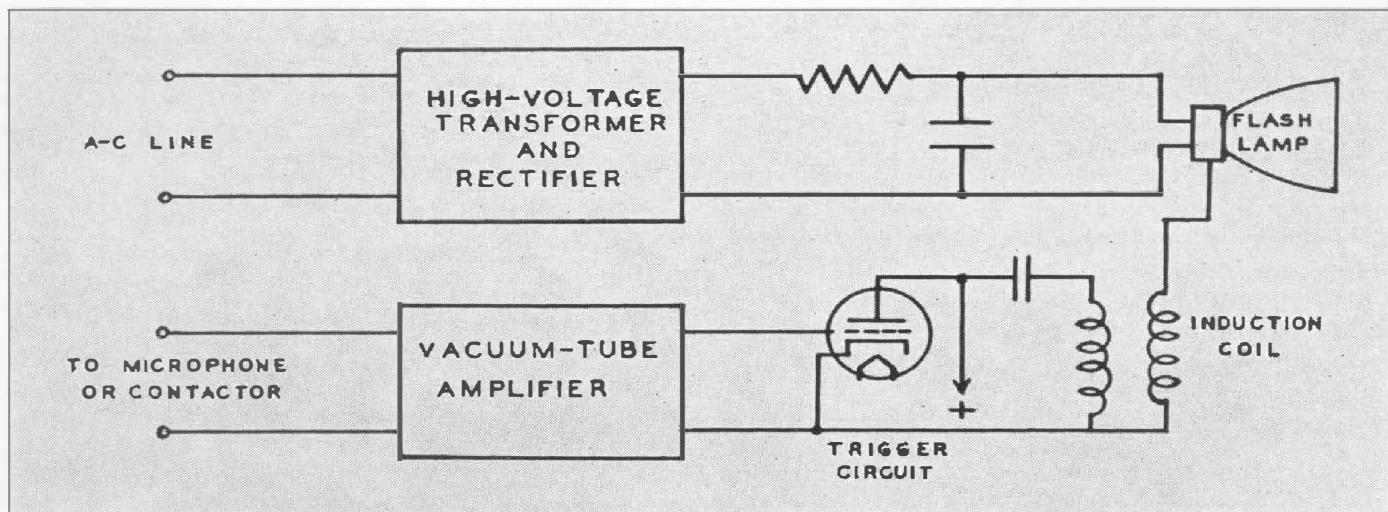 A-C LINE
HIGH-VOLTAGE
TRANSFORMER
AND
RECTIFIER
FLASH
LAMP
TO MICROPHONE
OR CONTACTOR
VACUUM-TUBE
AMPLIFIER
+
TRIGGER
CIRCUIT
INDUCTION
COIL